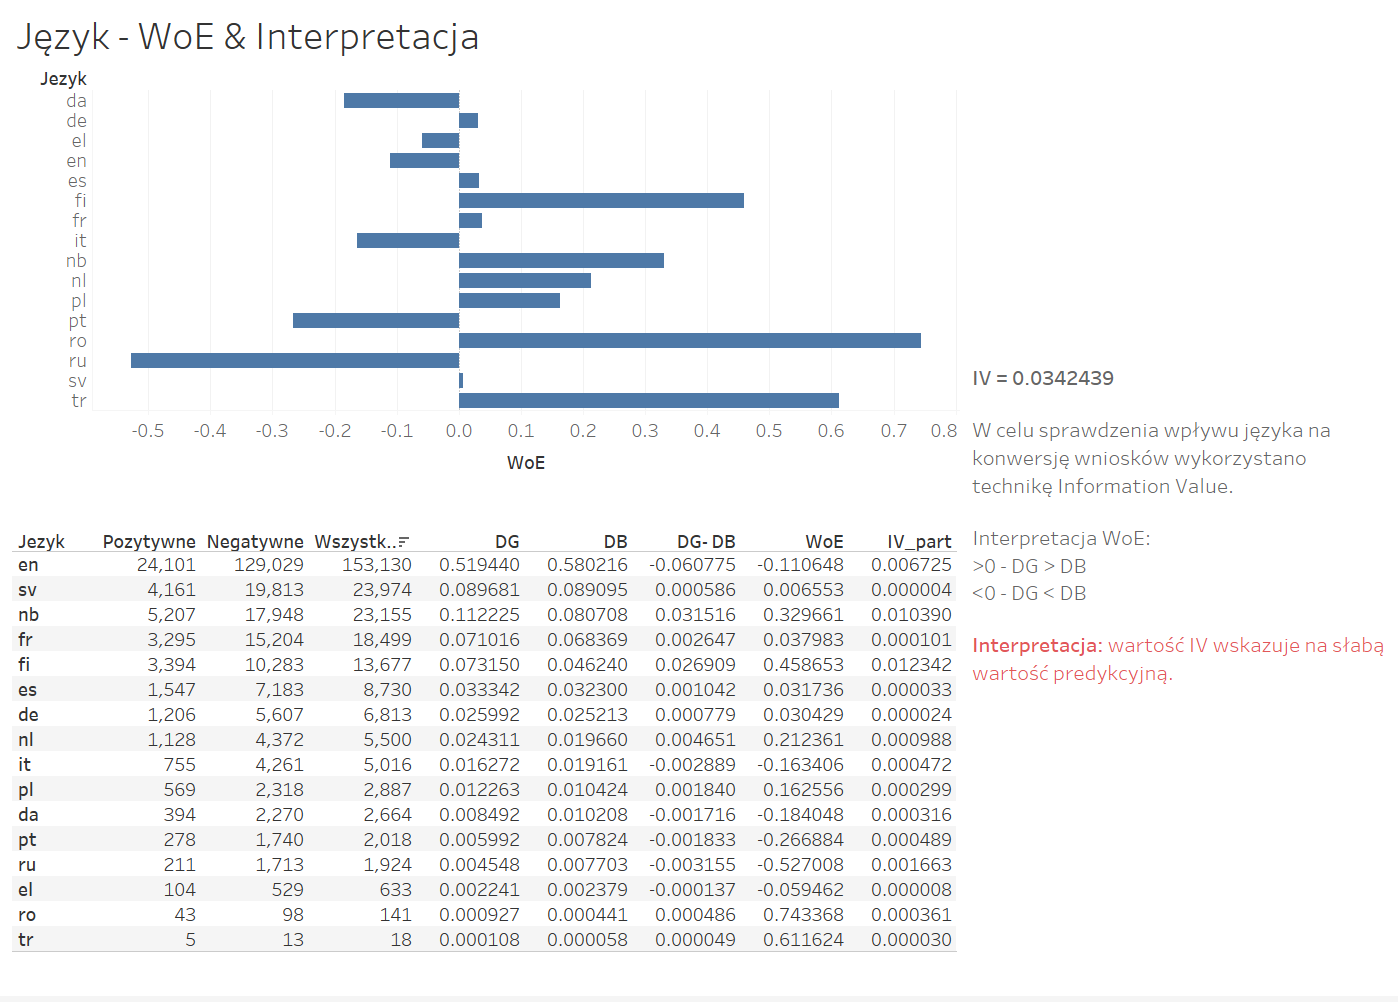 Język - WoE & Interpretacja
Jezyk
da
de
el
en
es
fi
fr
it
nb
nl
pl
pt
ro
ru
sv
tr
-0.5 -0.4 -0.3 -0.2 -0.1 0.0 0.1 0.2 0.3 0.4 0.5 0.6 0.7 0.8
WoE
IV = 0.0342439
W celu sprawdzenia wpływu języka na
konwersję wniosków wykorzystano
technikę Information Value.
Interpretacja WoE:
>0 - DG > DB
<0 - DG < DB
Interpretacja: wartość IV wskazuje na słabą
wartość predykcyjną.
Jezyk Pozytywne Negatywne Wszystk.. DG DB DG- DB WoE IV_part
en 24,101 129,029 153,130 0.519440 0.580216 -0.060775 -0.110648 0.006725
sv 4,161 19,813 23,974 0.089681 0.089095 0.000586 0.006553 0.000004
nb 5,207 17,948 23,155 0.112225 0.080708 0.031516 0.329661 0.010390
fr 3,295 15,204 18,499 0.071016 0.068369 0.002647 0.037983 0.000101
fi 3,394 10,283 13,677 0.073150 0.046240 0.026909 0.458653 0.012342
es 1,547 7,183 8,730 0.033342 0.032300 0.001042 0.031736 0.000033
de 1,206 5,607 6,813 0.025992 0.025213 0.000779 0.030429 0.000024
nl 1,128 4,372 5,500 0.024311 0.019660 0.004651 0.212361 0.000988
it 755 4,261 5,016 0.016272 0.019161 -0.002889 -0.163406 0.000472
pl 569 2,318 2,887 0.012263 0.010424 0.001840 0.162556 0.000299
da 394 2,270 2,664 0.008492 0.010208 -0.001716 -0.184048 0.000316
pt 278 1,740 2,018 0.005992 0.007824 -0.001833 -0.266884 0.000489
ru 211 1,713 1,924 0.004548 0.007703 -0.003155 -0.527008 0.001663
el 104 529 633 0.002241 0.002379 -0.000137 -0.059462 0.000008
ro 43 98 141 0.000927 0.000441 0.000486 0.743368 0.000361
tr 5 13 18 0.000108 0.000058 0.000049 0.611624 0.000030